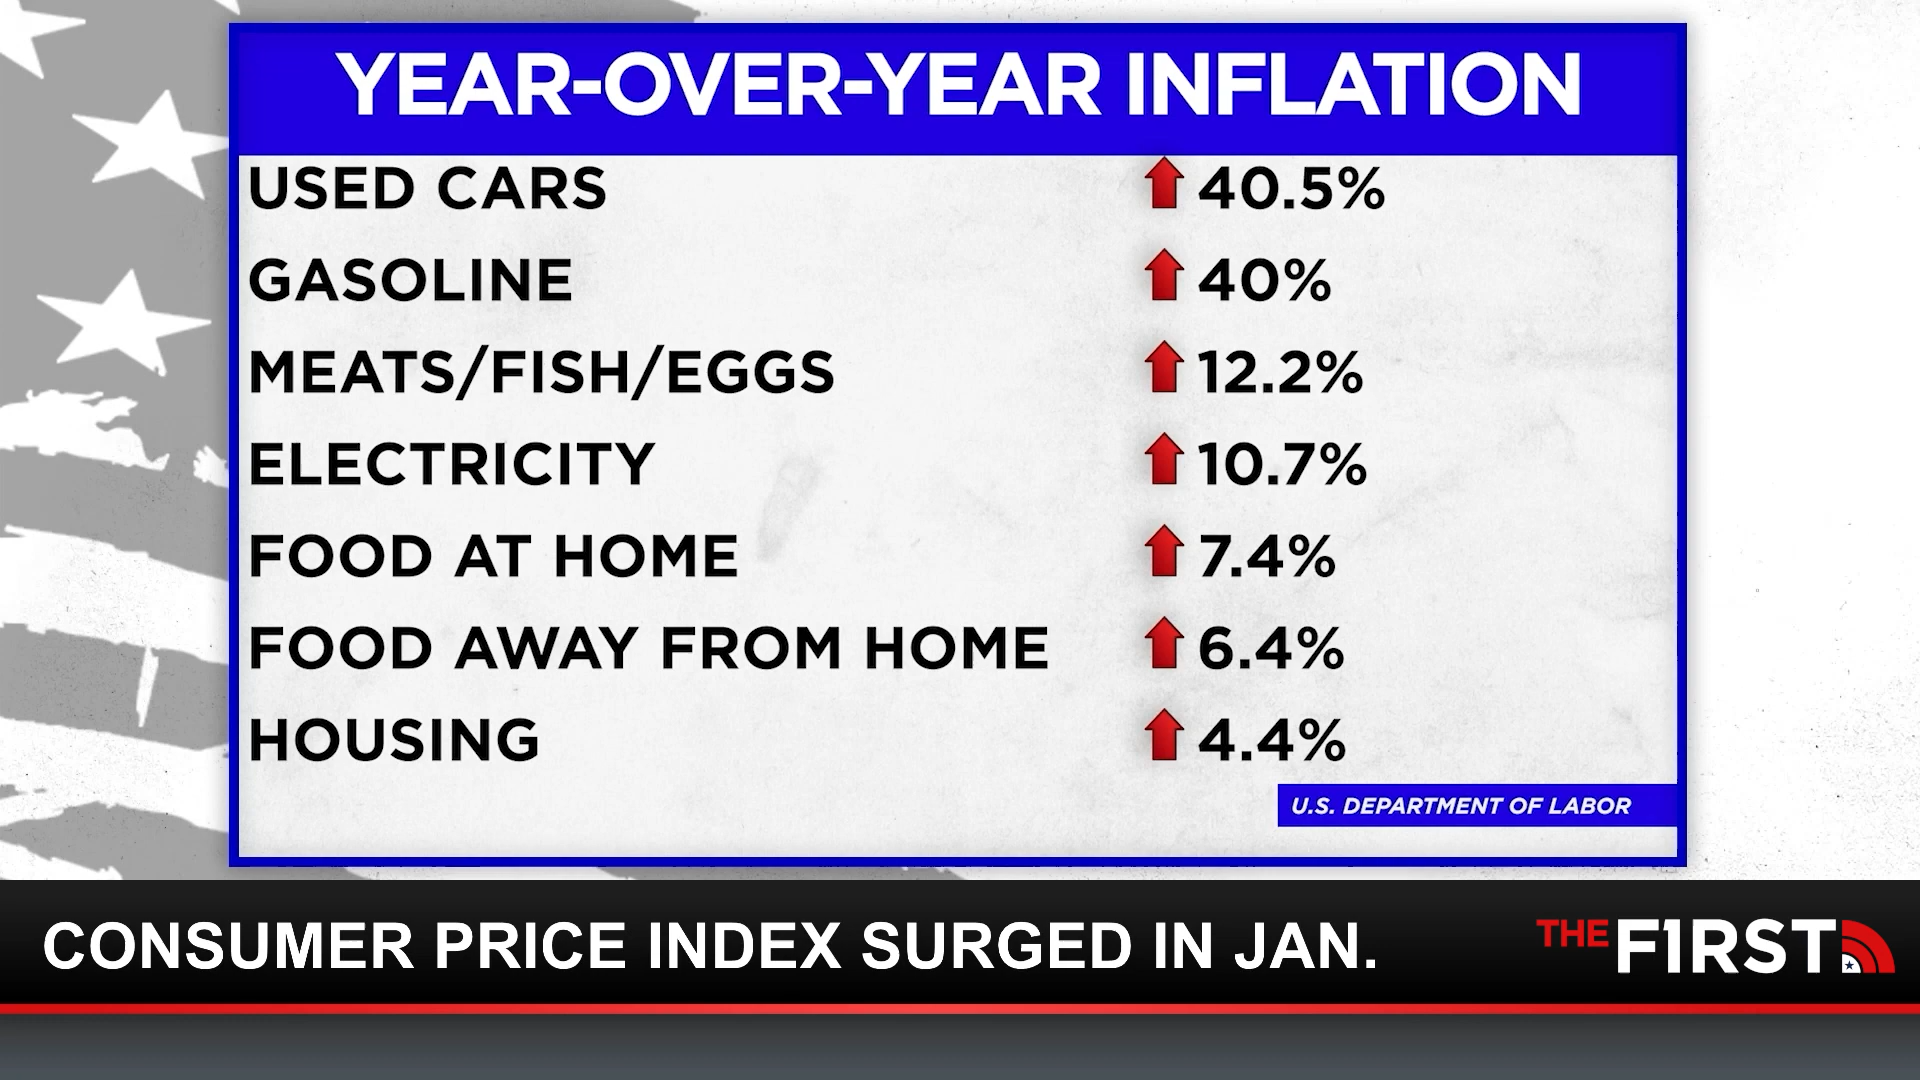 YEAR-OVER-YEAR INFLATION
USED CARS 40.5%
GASOLINE 40%
MEATS/FISH/EGGS 12.2%
ELECTRICITY 10.7%
FOOD AT HOME 7.4%
FOOD AWAY FROM HOME 6.4%
HOUSING 4.4%
U.S. DEPARTMENT OF LABOR
CONSUMER PRICE INDEX SURGED IN JAN.
THE F1RST